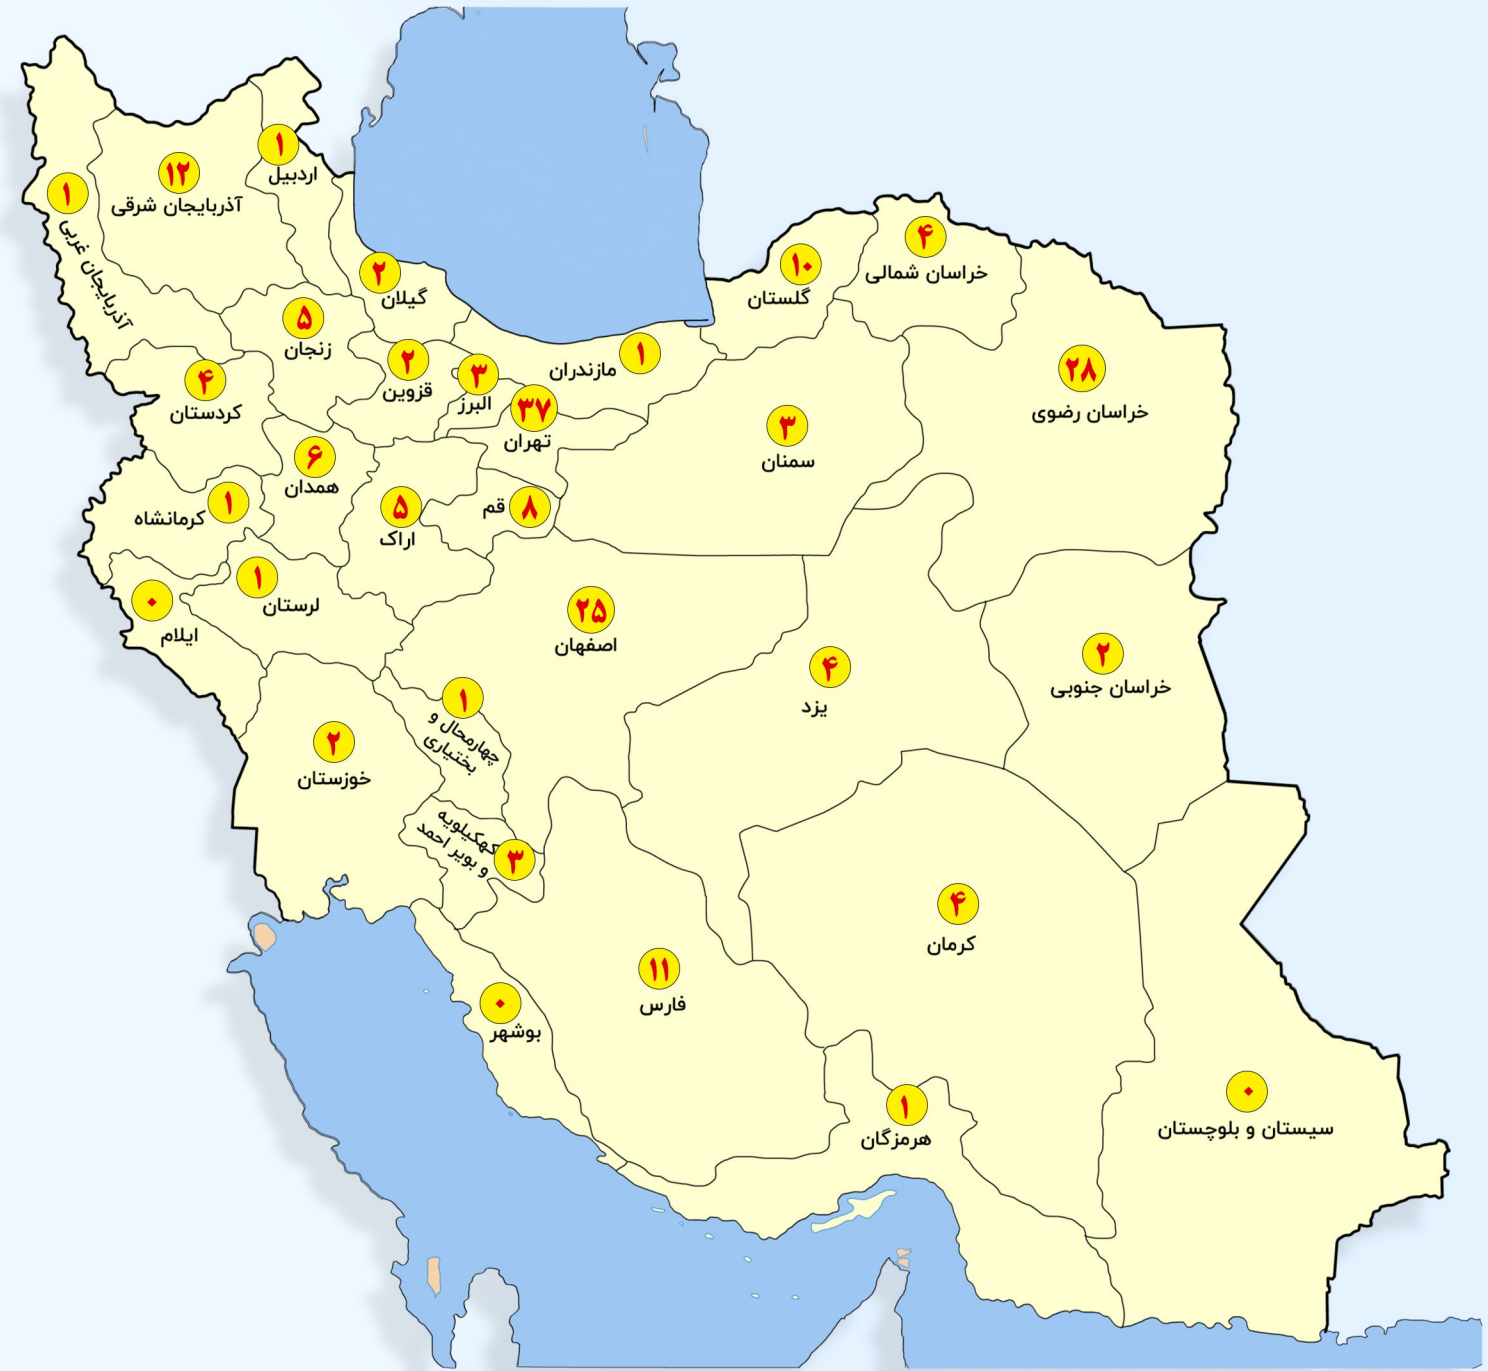 ۱
اردبیل
۱۲
آذربایجان شرقی
۱
آذربایجان غربی
۴
خراسان شمالی
۱۰
گلستان
۲
گیلان
۵
زنجان
۱
مازندران
۲
قزوین
۳
البرز
۲۸
خراسان رضوی
۴
کردستان
۳۷
تهران
۳
سمنان
۶
همدان
۱
کرمانشاه
۵
اراک
۸
قم
۱
لرستان
۰
ایلام
۲۵
اصفهان
۲
خراسان جنوبی
۴
یزد
۱
چهارمحال و
بختیاری
۲
خوزستان
کهکیلویه
و بویر احمد
۳
۴
کرمان
۱۱
فارس
۰
بوشهر
۱
هرمزگان
۰
سیستان و بلوچستان